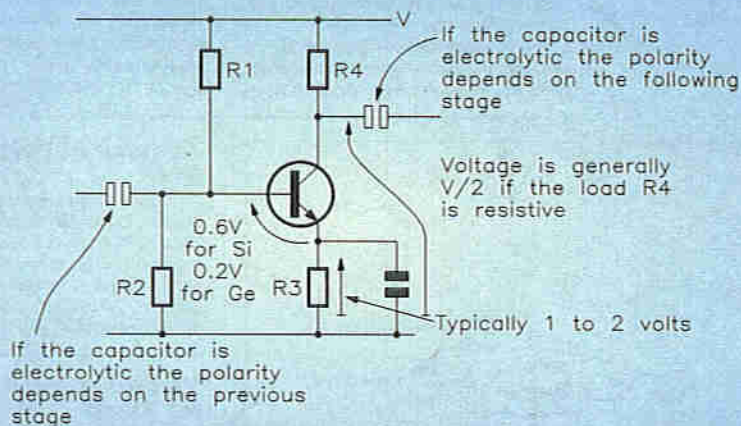 V
R1
R4
If the capacitor is
electrolytic the polarity
depends on the following
stage
Voltage is generally
V/2 if the load R4
is resistive
0.6V
for Si
0.2V
for Ge
R2
R3
Typically 1 to 2 volts
If the capacitor is
electrolytic the polarity
depends on the previous
stage